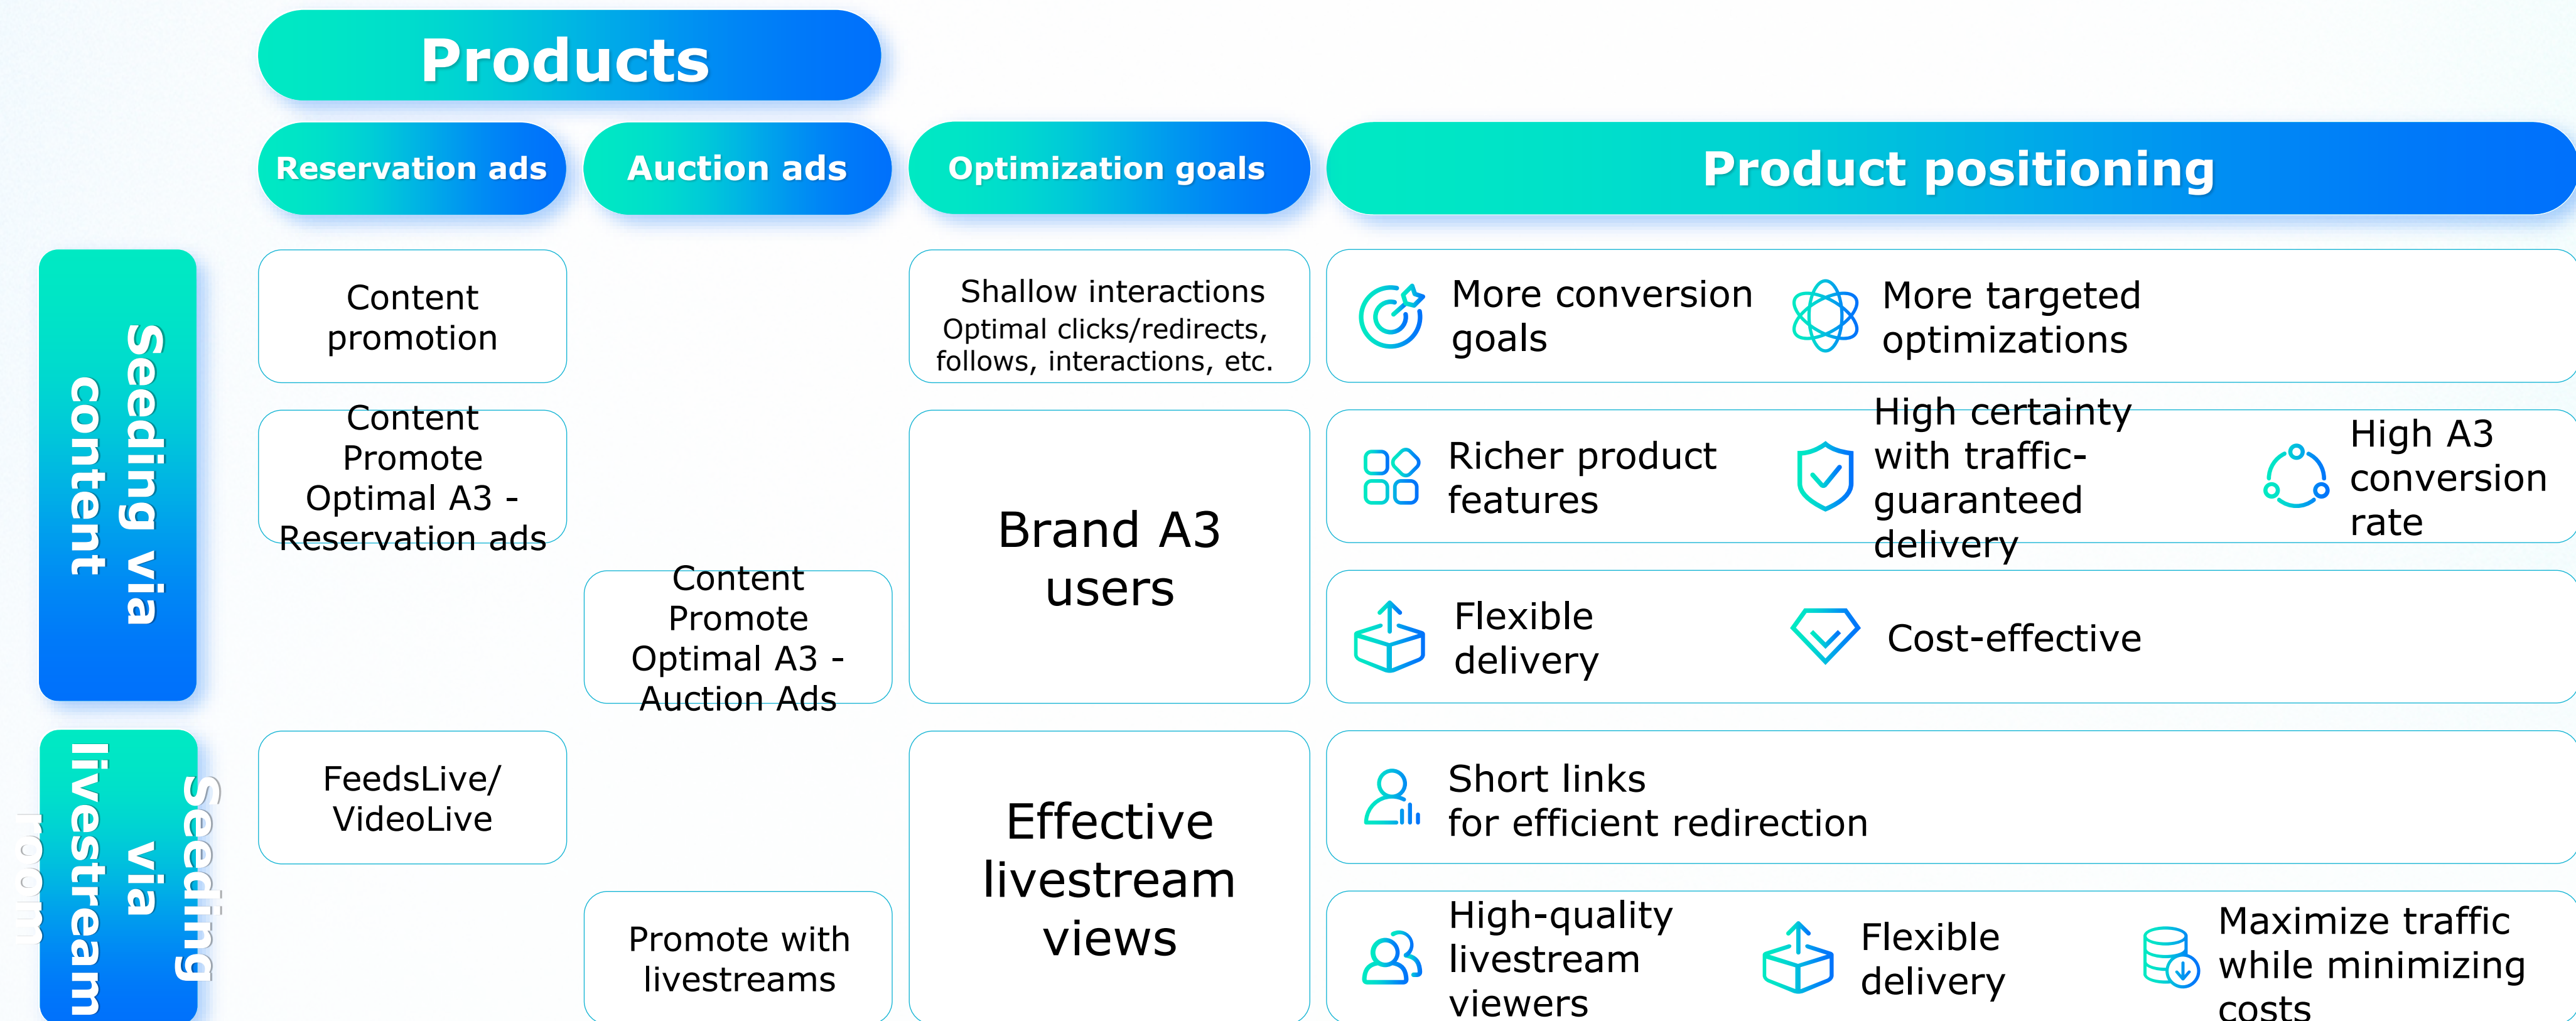 Products
Reservation ads
Auction ads
Optimization goals
Product positioning
Seeding via
content
Content
promotion
Shallow interactions
Optimal clicks/redirects,
follows, interactions, etc.
More conversion
goals
More targeted
optimizations
Content
Promote
Optimal A3 -
Reservation ads
Brand A3
users
Richer product
features
High certainty
with traffic-
guaranteed
delivery
High A3
conversion
rate
Content
Promote
Optimal A3 -
Auction Ads
Flexible
delivery
Cost-effective
Seeding
via
livestream
room
FeedsLive/
VideoLive
Effective
livestream
views
Short links
for efficient redirection
Promote with
livestreams
High-quality
livestream
viewers
Flexible
delivery
Maximize traffic
while minimizing
costs